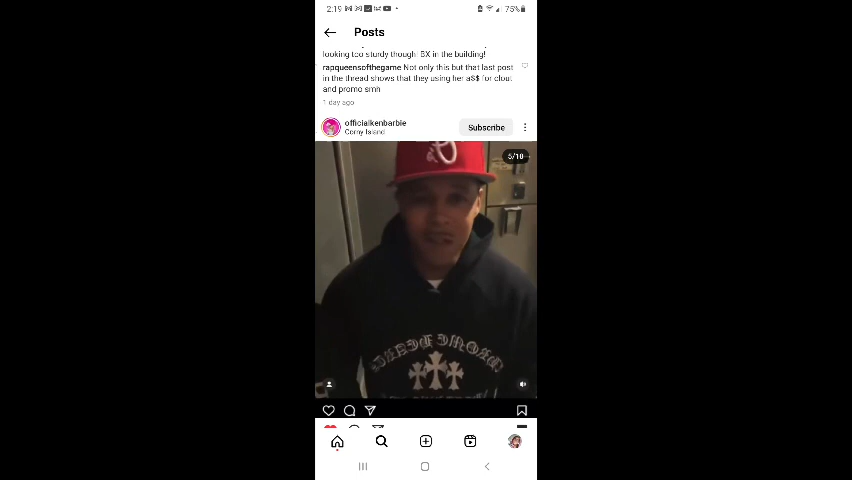 2:19
75%
Posts
looking too sturdy though! BX in the building!
rapqueensofthegame Not only this but that last post
in the thread shows that they using her a$$ for clout
and promo smh
1 day ago
officialkenbarbie
Corny Island
Subscribe
5/10